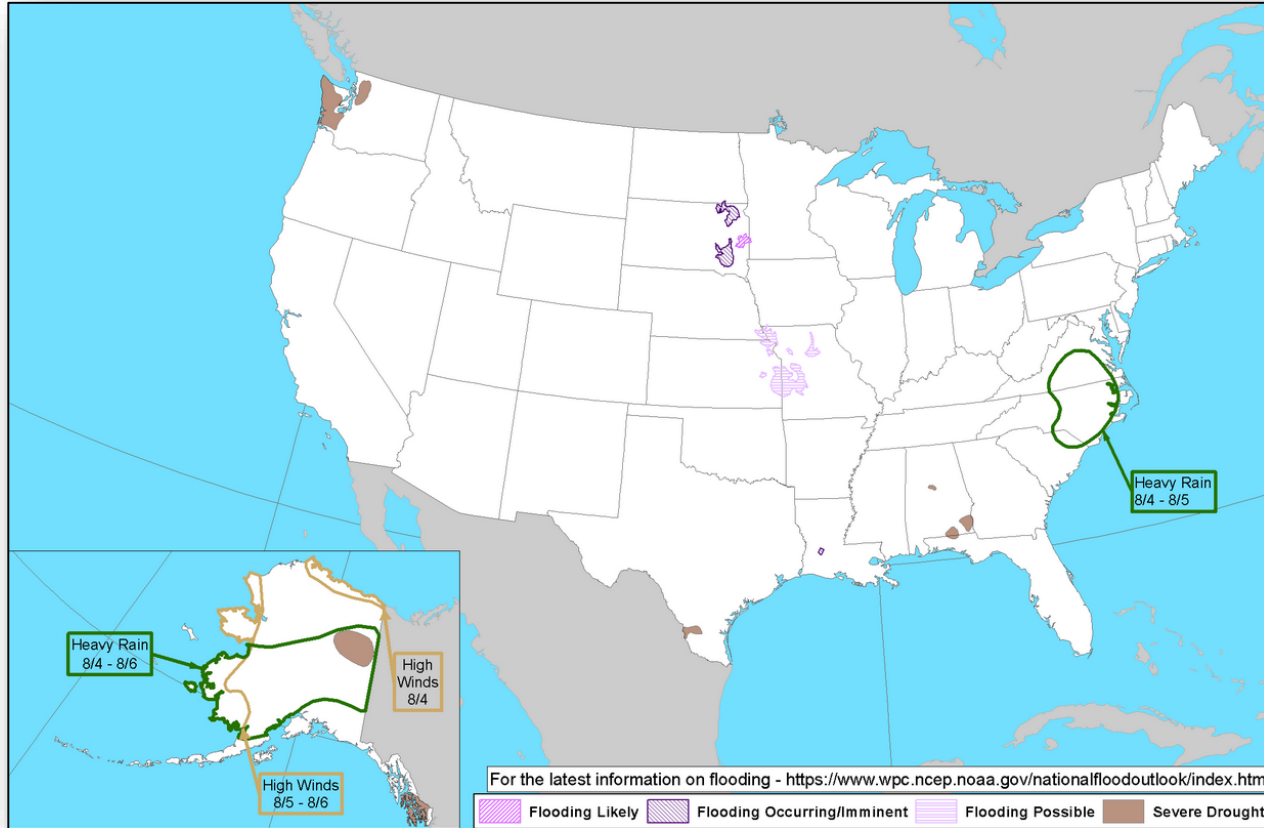 Heavy Rain
8/4 - 8/5
Heavy Rain
8/4 - 8/6
High
Winds
8/4
High Winds
8/5 - 8/6
For the latest information on flooding - https://www.wpc.ncep.noaa.gov/nationalfloodoutlook/index.htm
Flooding Likely Flooding Occurring/Imminent Flooding Possible Severe Drought